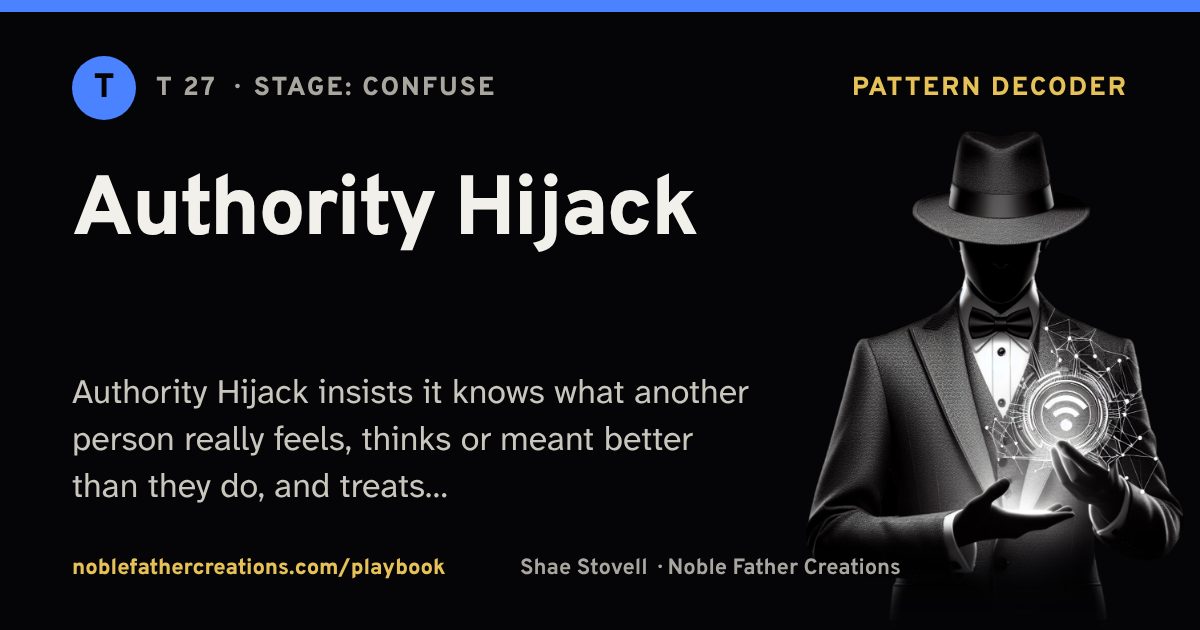 T
T 27 · STAGE: CONFUSE
PATTERN DECODER
Authority Hijack
Authority Hijack insists it knows what another
person really feels, thinks or meant better
than they do, and treats...
noblefathercreations.com/playbook
Shae Stovell · Noble Father Creations